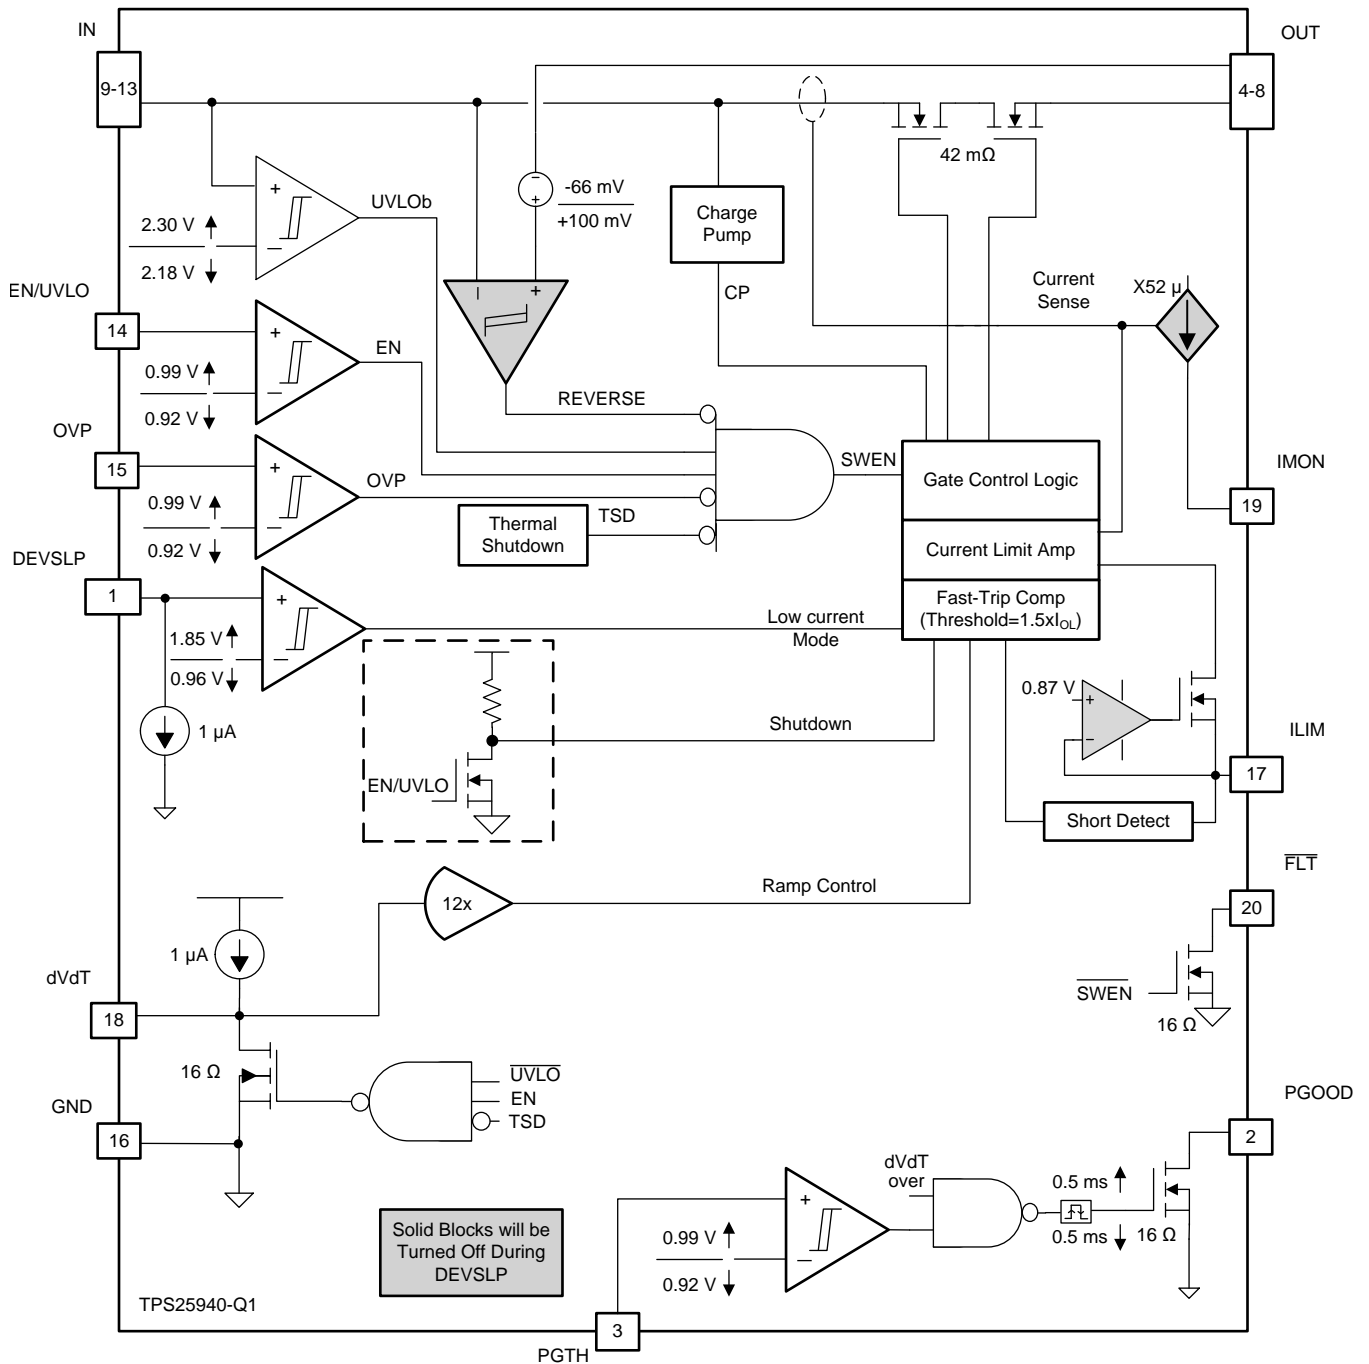 IN
OUT
9-13
4-8
42 mΩ
+
UVLOb
−
-66 mV
+
+100 mV
Charge
Pump
2.30 V
−
2.18 V
EN/UVLO
− +
CP
Current
Sense
X52 µ
14
+
EN
0.99 V
−
0.92 V
REVERSE
OVP
15
+
OVP
SWEN
Gate Control Logic
IMON
19
0.99 V
−
0.92 V
Thermal
Shutdown
TSD
Current Limit Amp
DEVSLP
1
+
Fast-Trip Comp
(Threshold=1.5xIOL)
Low current
Mode
1.85 V
−
0.96 V
0.87 V
+
−
1 µA
Shutdown
ILIM
17
EN/UVLO
Short Detect
FLT
20
12x
Ramp Control
1 µA
dVdT
18
SWEN
16 Ω
16 Ω
UVLO
EN
TSD
GND
16
PGOOD
2
dVdT
over
0.5 ms
0.5 ms
16 Ω
+
0.99 V
−
0.92 V
Solid Blocks will be
Turned Off During
DEVSLP
TPS25940-Q1
3
PGTH